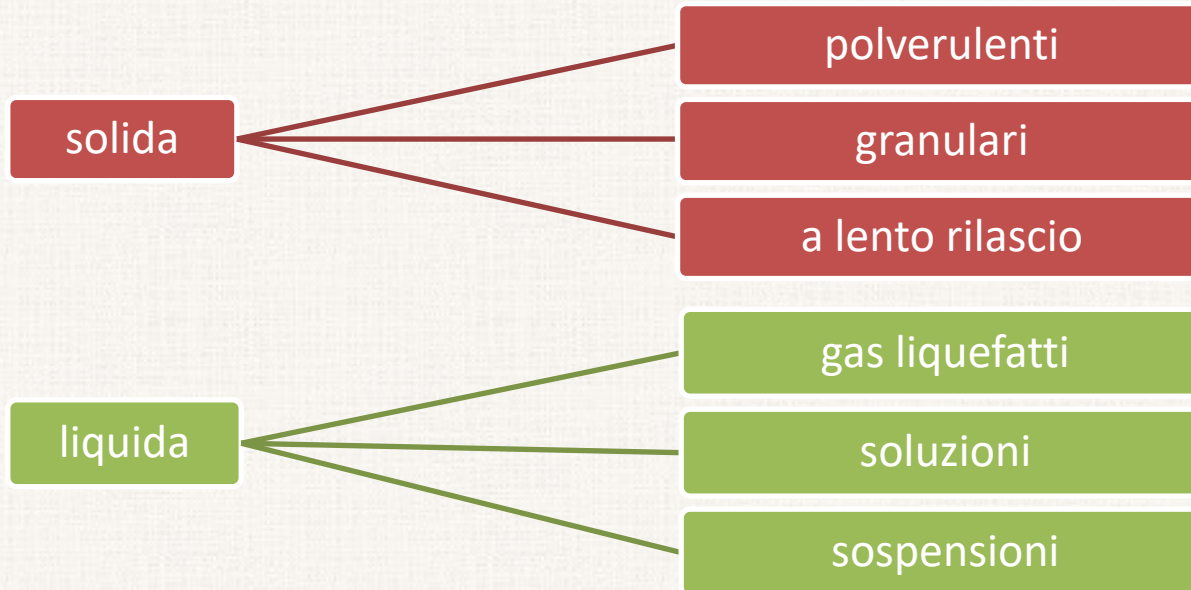 solida
polverulenti
granulari
a lento rilascio
liquida
gas liquefatti
soluzioni
sospensioni